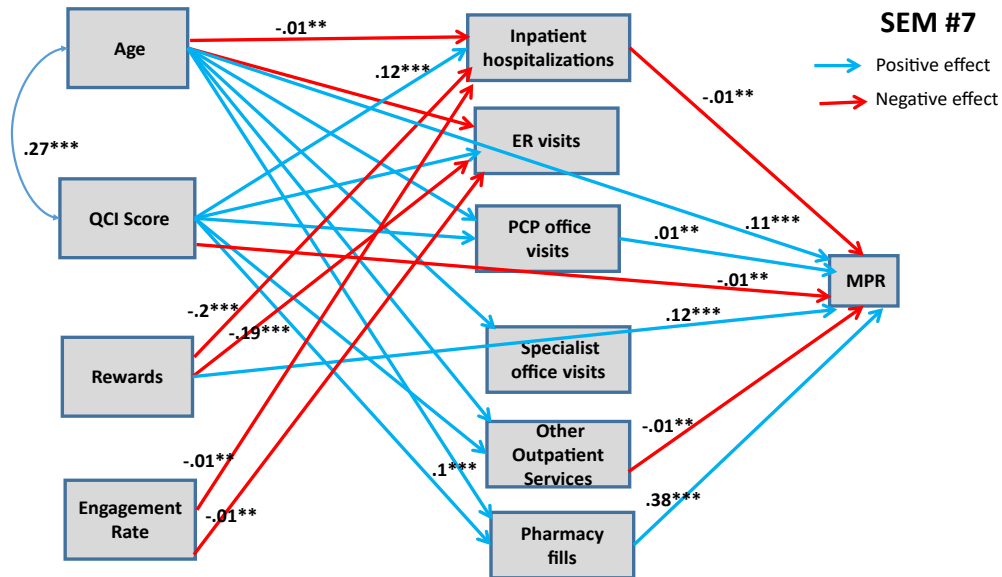 SEM #7
Positive effect
Negative effect
Age
QCI Score
Rewards
Engagement
Rate
Inpatient
hospitalizations
ER visits
PCP office
visits
Specialist
office visits
Other
Outpatient
Services
Pharmacy
fills
MPR
.27***
-.01**
.12***
-.2***
-.19***
-.01**
-.01**
.1***
-.01**
.11***
.01**
-.01**
.12***
-.01**
.38***